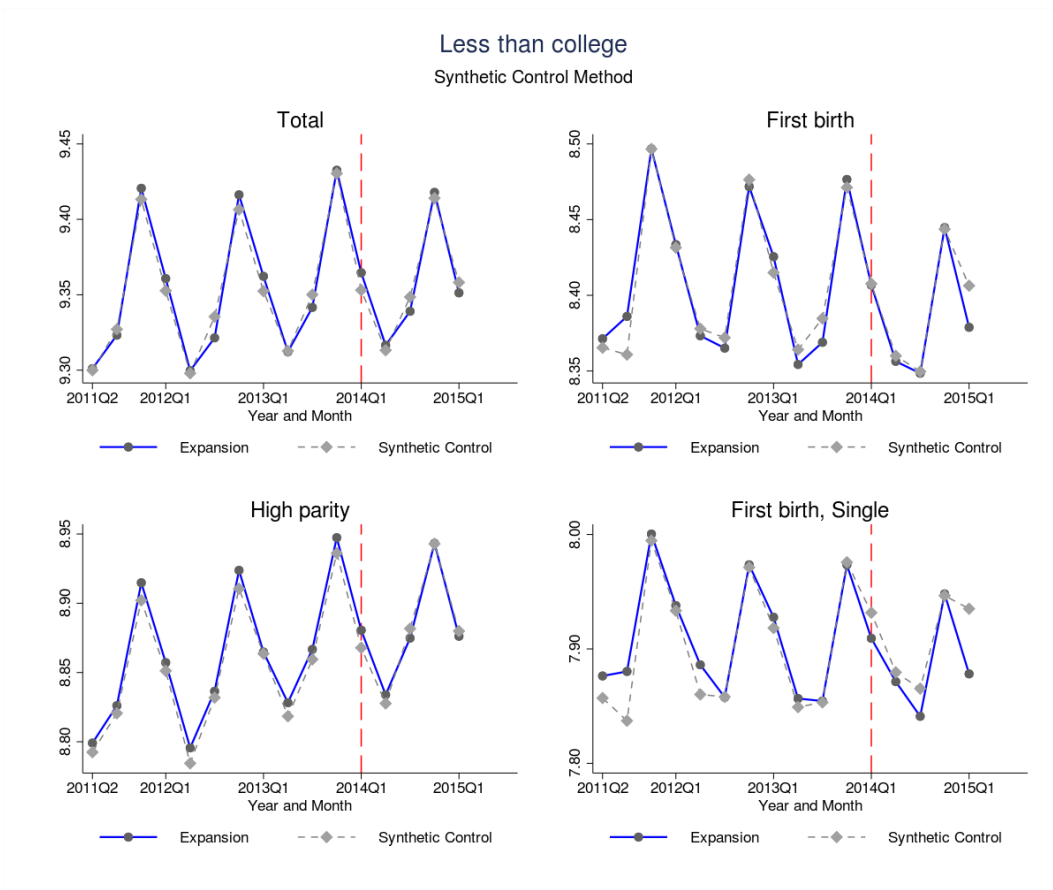 Less than college
Synthetic Control Method
Total
9.45
9.40
9.35
9.30
2011Q2 2012Q1 2013Q1 2014Q1 2015Q1
Year and Month
Expansion Synthetic Control
First birth
8.50
8.45
8.40
8.35
2011Q2 2012Q1 2013Q1 2014Q1 2015Q1
Year and Month
Expansion Synthetic Control
High parity
8.95
8.90
8.85
8.80
2011Q2 2012Q1 2013Q1 2014Q1 2015Q1
Year and Month
Expansion Synthetic Control
First birth, Single
8.00
7.90
7.80
2011Q2 2012Q1 2013Q1 2014Q1 2015Q1
Year and Month
Expansion Synthetic Control